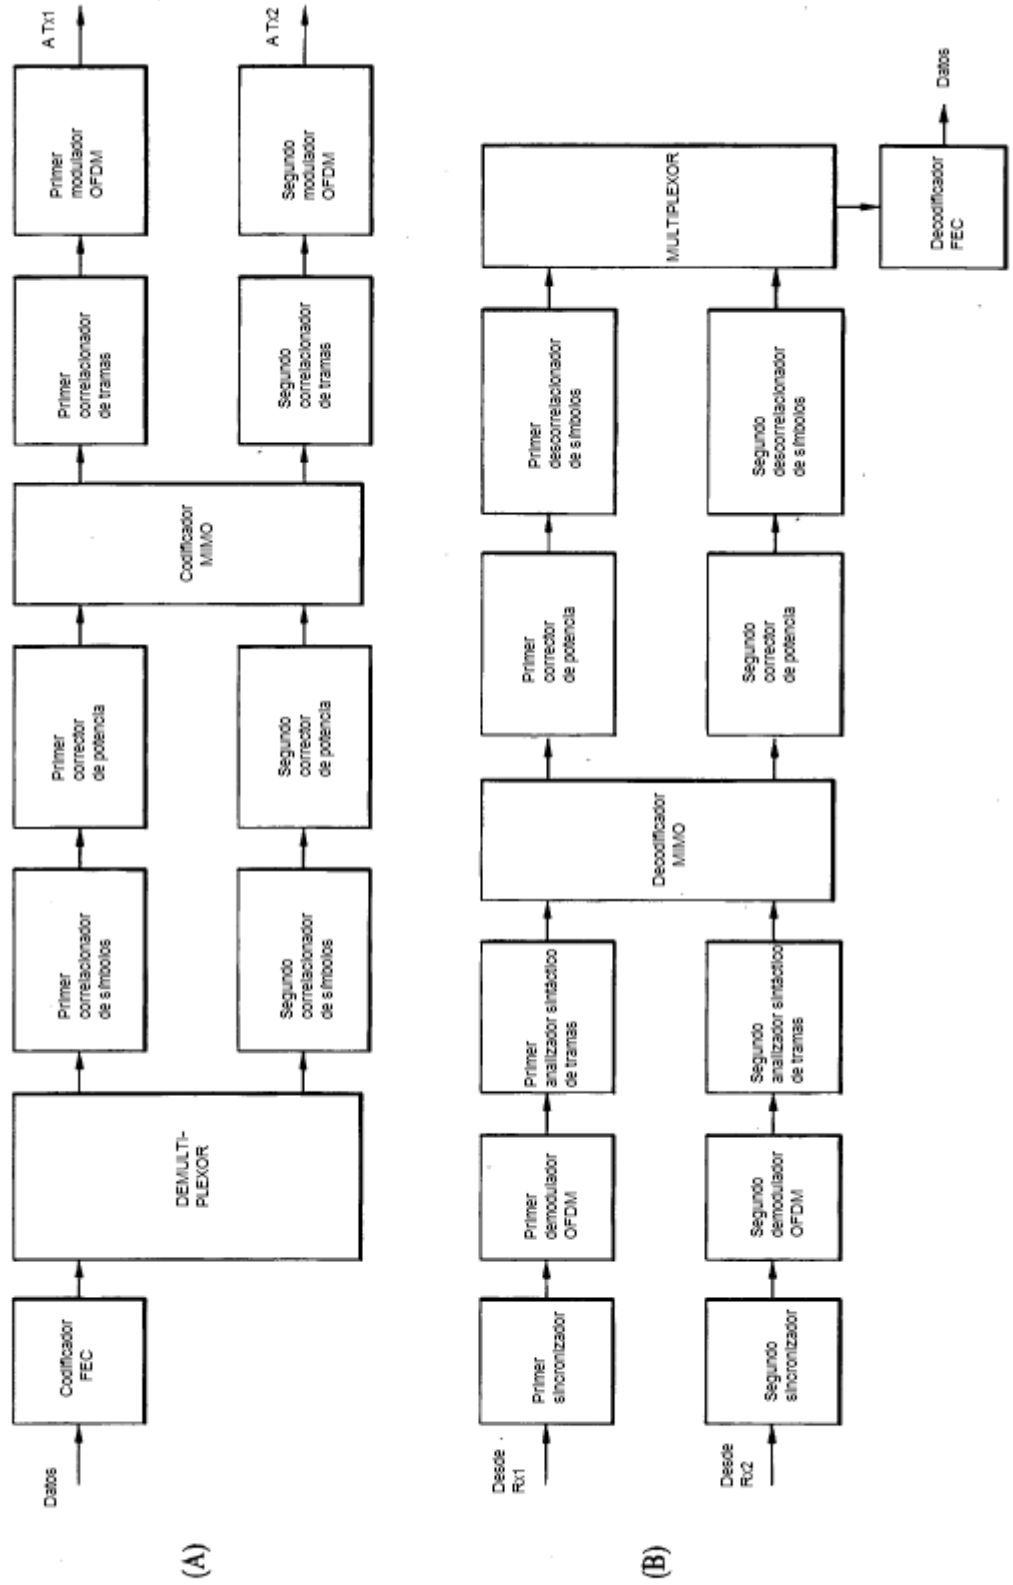 (A)
Datos
Codificador
FEC
DEMULTI-
PLEXOR
Primer
correlacionador
de símbolos
Segundo
correlacionador
de símbolos
Primer
corrector
de potencia
Segundo
corrector
de potencia
Codificador
MIMO
Primer
correlacionador
de tramas
Segundo
correlacionador
de tramas
Primer
modulador
OFDM
Segundo
modulador
OFDM
A Tx1
A Tx2
(B)
Desde
Rx1
Desde
Rx2
Primer
sincronizador
Segundo
sincronizador
Primer
demodulador
OFDM
Segundo
demodulador
OFDM
Primer
analizador sintáctico
de tramas
Segundo
analizador sintáctico
de tramas
Decodificador
MIMO
Primer
corrector
de potencia
Segundo
corrector
de potencia
Primer
descorrelacionador
de símbolos
Segundo
descorrelacionador
de símbolos
MULTIPLEXOR
Decodificador
FEC
Datos